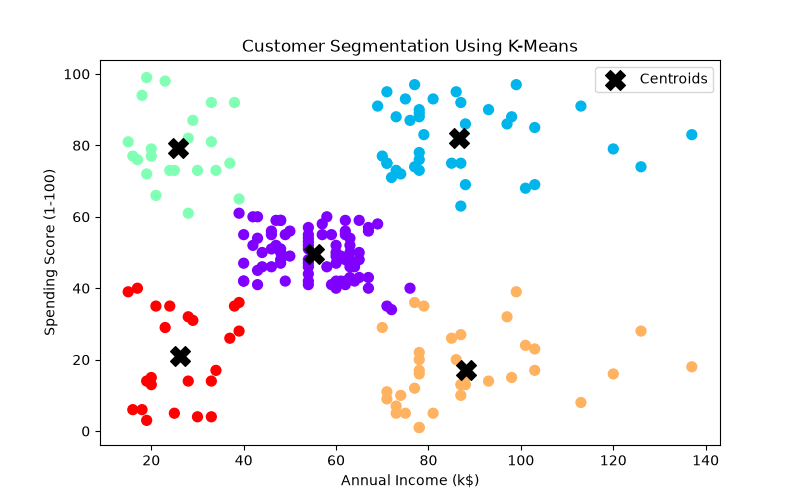 Customer Segmentation Using K-Means
Centroids
100
80
60
40
20
0
Spending Score (1-100)
20 40 60 80 100 120 140
Annual Income (k$)